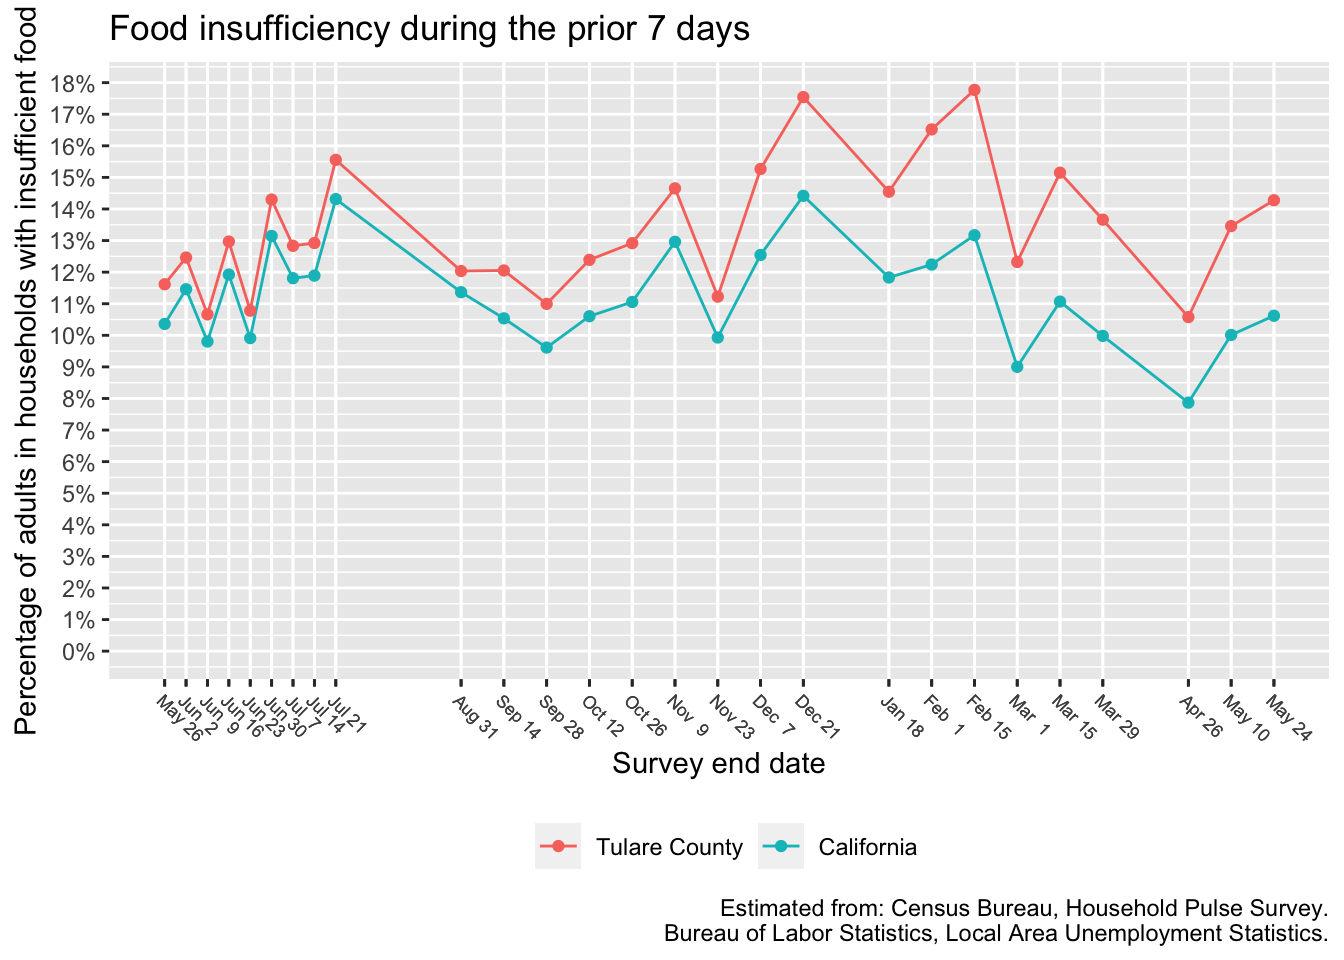 Food insufficiency during the prior 7 days
Percentage of adults in households with insufficient food
18%
17%
16%
15%
14%
13%
12%
11%
10%
9%
8%
7%
6%
5%
4%
3%
2%
1%
0%
May 26
Jun 2
Jun 9
Jun 16
Jun 23
Jun 30
Jul 7
Jul 14
Jul 21
Aug 31
Sep 14
Sep 28
Oct 12
Oct 26
Nov 9
Nov 23
Dec 7
Dec 21
Jan 18
Feb 1
Feb 15
Mar 1
Mar 15
Mar 29
Apr 26
May 10
May 24
Survey end date
Tulare County
California
Estimated from: Census Bureau, Household Pulse Survey.
Bureau of Labor Statistics, Local Area Unemployment Statistics.